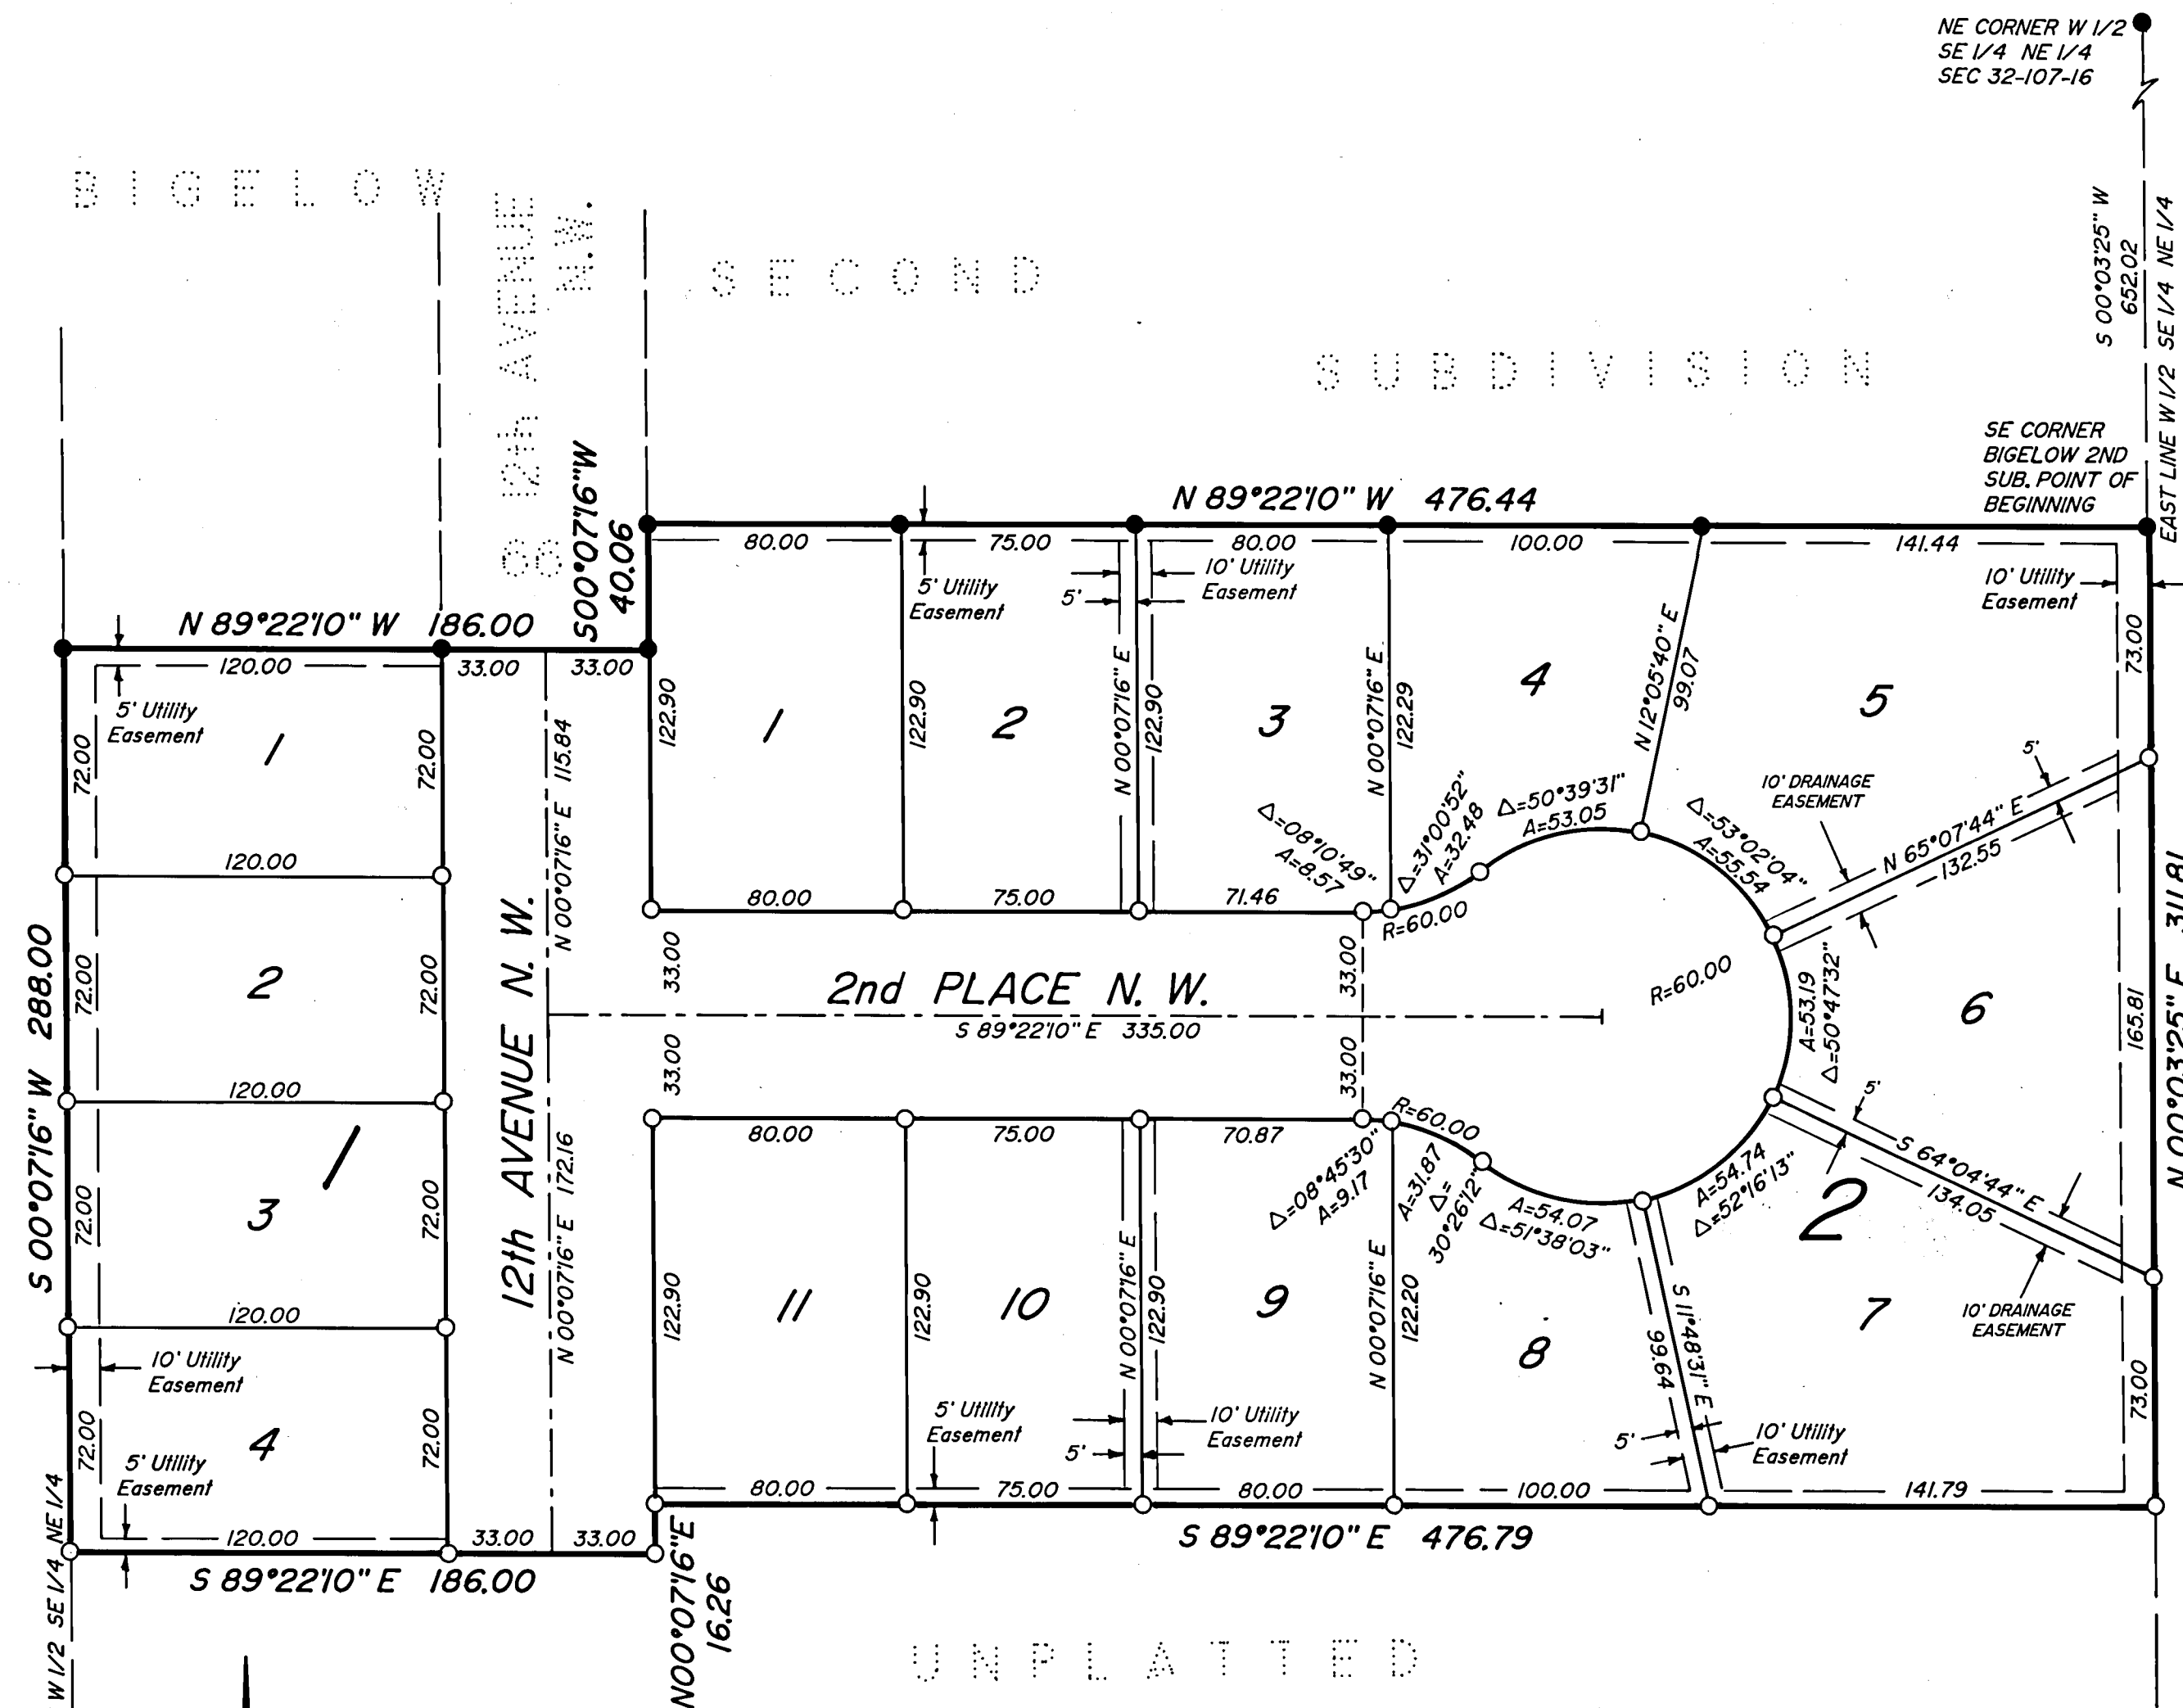 NE CORNER W 1/2
SE 1/4 NE 1/4
SEC 32-107-16
BIGELOW
12th AVENUE
N.W.
66
SECOND
SUBDIVISION
S 00°03'25" W
652.02
EAST LINE W 1/2 SE 1/4 NE 1/4
SE CORNER
BIGELOW 2ND
SUB. POINT OF
BEGINNING
S00°07'16"W
40.06
N 89°22'10" W 476.44
80.00
75.00
80.00
100.00
141.44
5' Utility
Easement
5'
10' Utility
Easement
10' Utility
Easement
73.00
N 89°22'10" W 186.00
120.00
33.00
33.00
5' Utility
Easement
72.00
1
72.00
N 00°07'16" E 115.84
122.90
1
122.90
2
N 00°07'16" E
122.90
3
N 00°07'16" E
122.29
4
N 12°05'40" E
99.07
5
5'
10' DRAINAGE
EASEMENT
N 65°07'44" E
132.55
Δ=08°10'49"
A=8.57
Δ=31°00'52"
A=32.48
Δ=50°39'31"
A=53.05
Δ=53°02'04"
A=55.54
120.00
80.00
75.00
71.46
R=60.00
S 00°07'16" W 288.00
72.00
2
72.00
12th AVENUE N. W.
33.00
33.00
2nd PLACE N. W.
S 89°22'10" E 335.00
33.00
33.00
R=60.00
A=53.19
Δ=50°47'32"
6
165.81
N 00°03'25" E 311.81
120.00
72.00
3
1
72.00
N 00°07'16" E 172.16
80.00
75.00
70.87
R=60.00
Δ=08°45'30"
A=9.17
A=31.87
Δ=
30°26'12"
A=54.07
Δ=51°38'03"
A=54.74
Δ=52°16'13"
2
5'
S 64°04'44" E
134.05
10' DRAINAGE
EASEMENT
120.00
122.90
11
122.90
10
N 00°07'16" E
122.90
9
N 00°07'16" E
122.20
8
S 11°48'31" E
99.64
7
73.00
10' Utility
Easement
72.00
4
72.00
5' Utility
Easement
5' Utility
Easement
5'
10' Utility
Easement
5'
10' Utility
Easement
80.00
75.00
80.00
100.00
141.79
120.00
33.00
33.00
S 89°22'10" E 476.79
S 89°22'10" E 186.00
N00°07'16"E
16.26
W 1/2 SE 1/4 NE 1/4
UNPLATTED